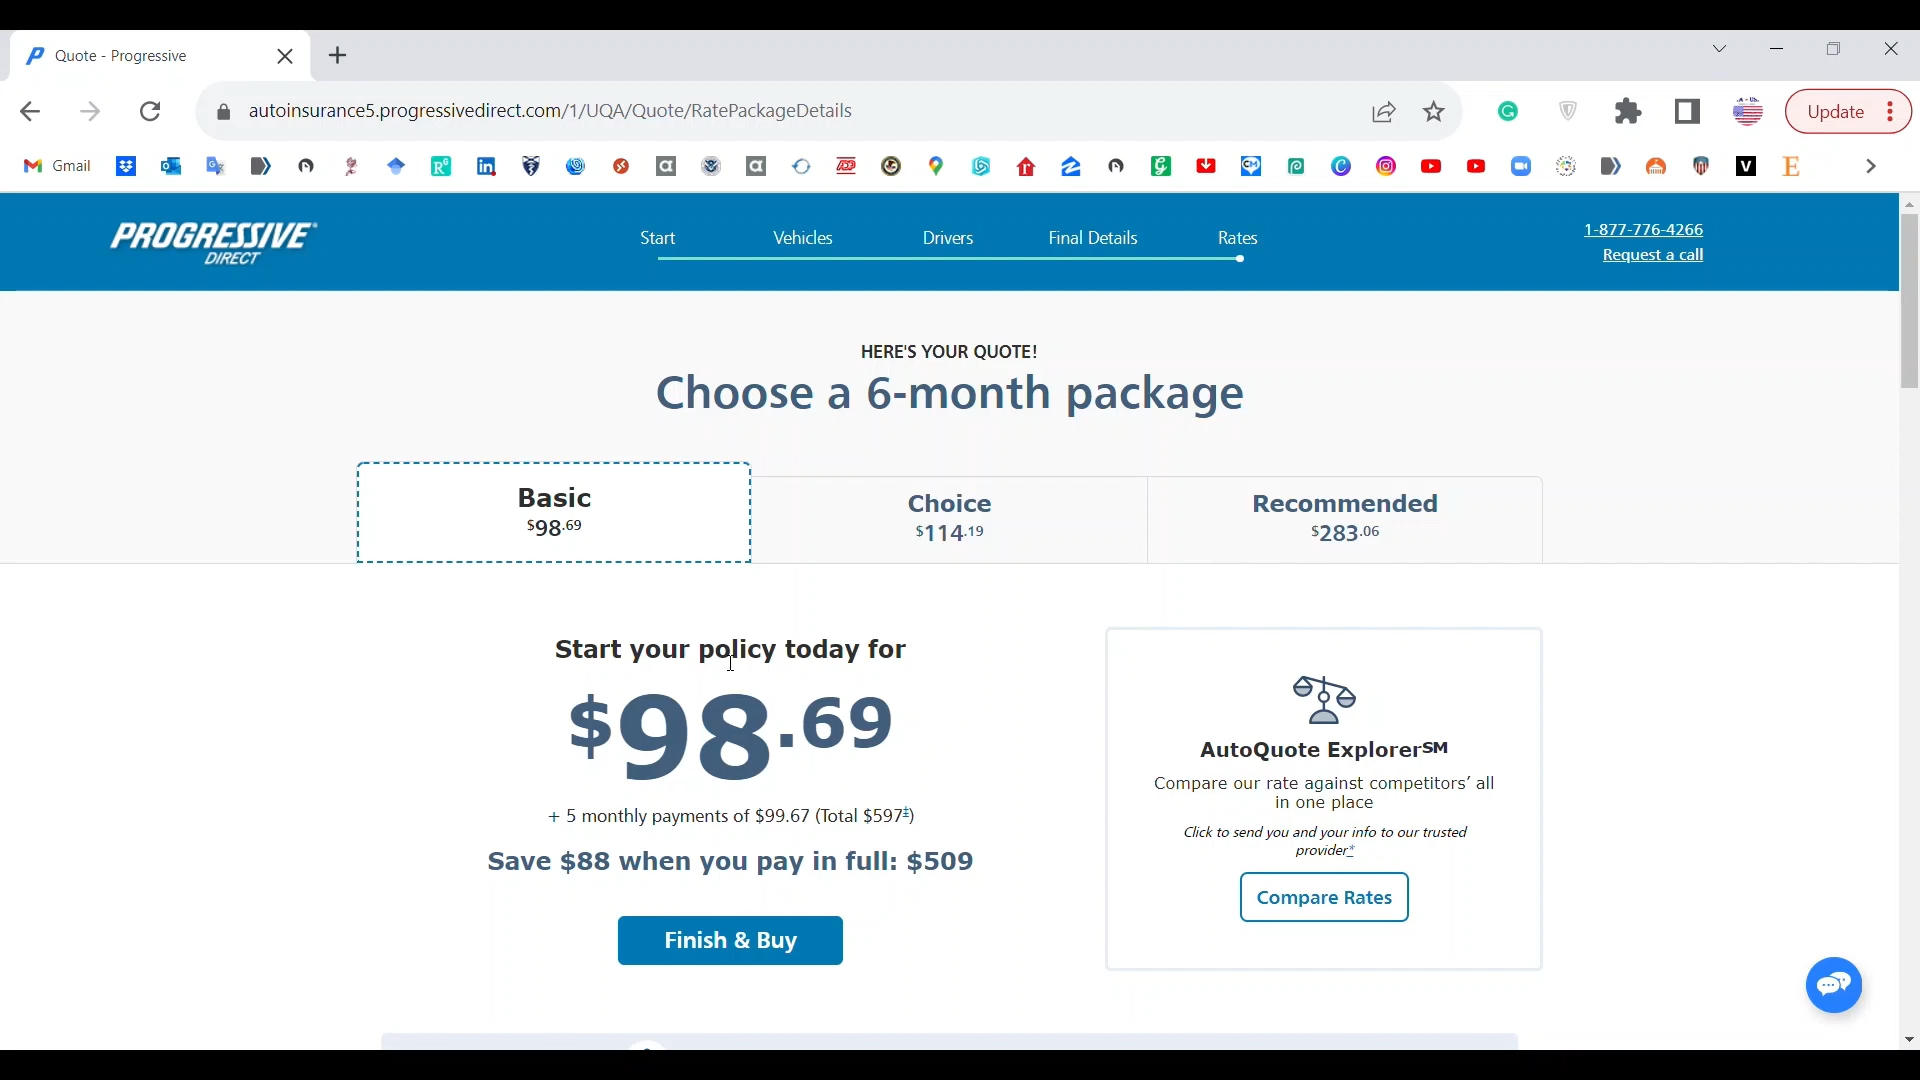 Quote - Progressive
autoinsurance5.progressivedirect.com/1/UQA/Quote/RatePackageDetails
Update
Gmail
PROGRESSIVE
DIRECT
Start
Vehicles
Drivers
Final Details
Rates
1-877-776-4266
Request a call
HERE'S YOUR QUOTE!
Choose a 6-month package
Basic
$98.69
Choice
$114.19
Recommended
$283.06
Start your policy today for
$98.69
+ 5 monthly payments of $99.67 (Total $597‡)
Save $88 when you pay in full: $509
Finish & Buy
AutoQuote Explorer℠
Compare our rate against competitors’ all
in one place
Click to send you and your info to our trusted
provider*
Compare Rates